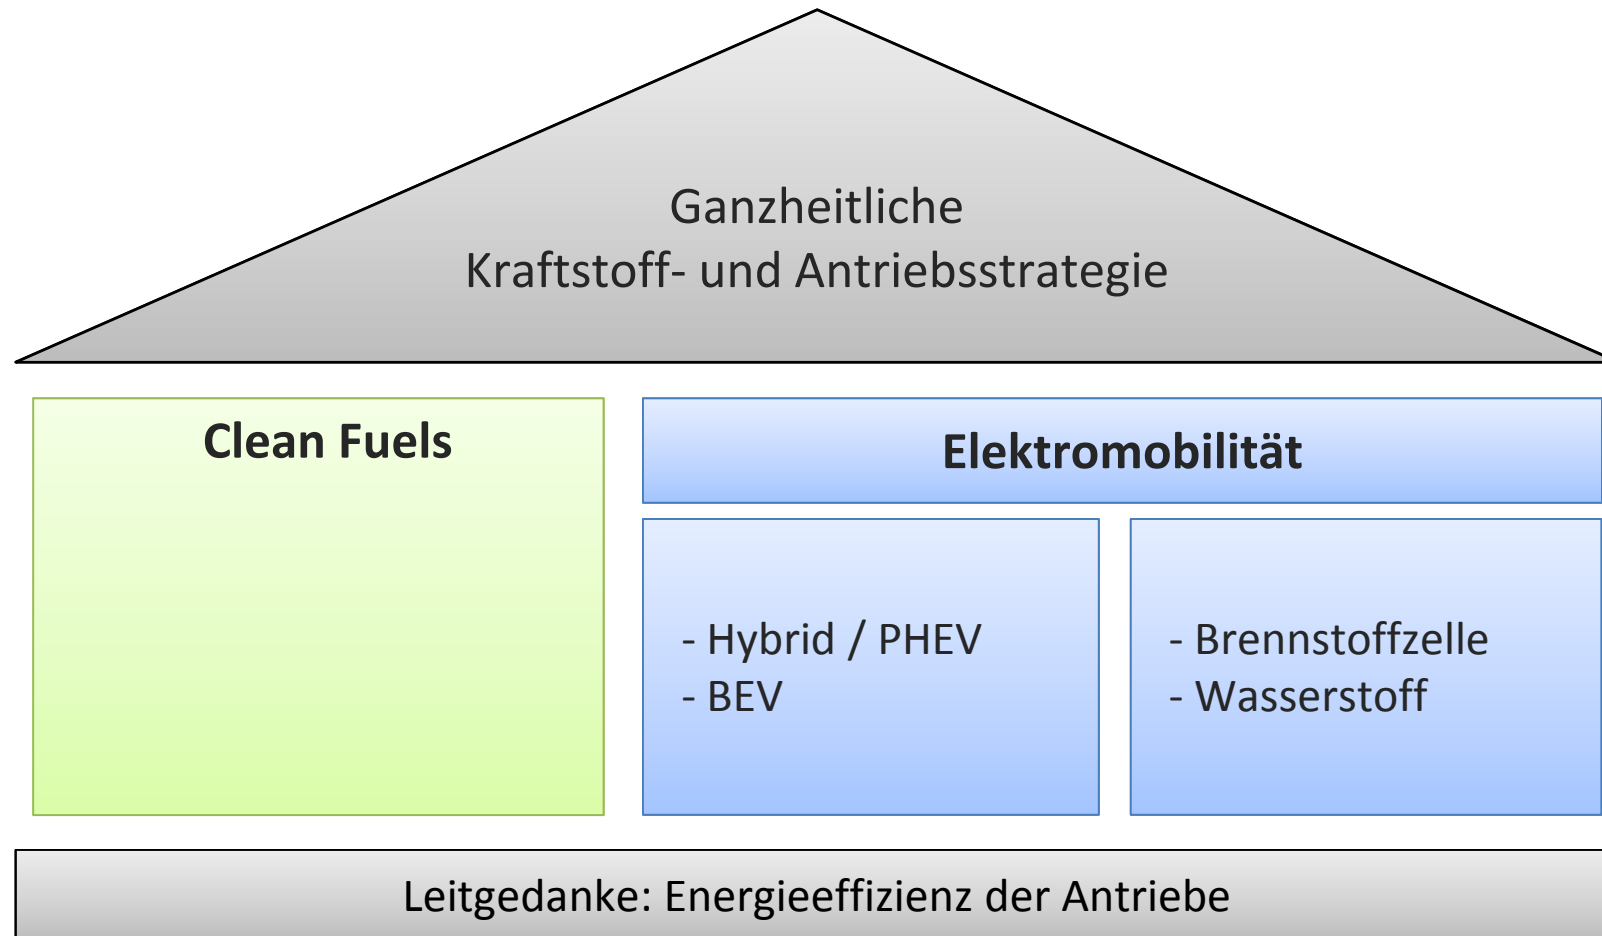 Ganzheitliche
Kraftstoff- und Antriebsstrategie
Clean Fuels
Elektromobilität
- Hybrid / PHEV
- BEV
- Brennstoffzelle
- Wasserstoff
Leitgedanke: Energieeffizienz der Antriebe